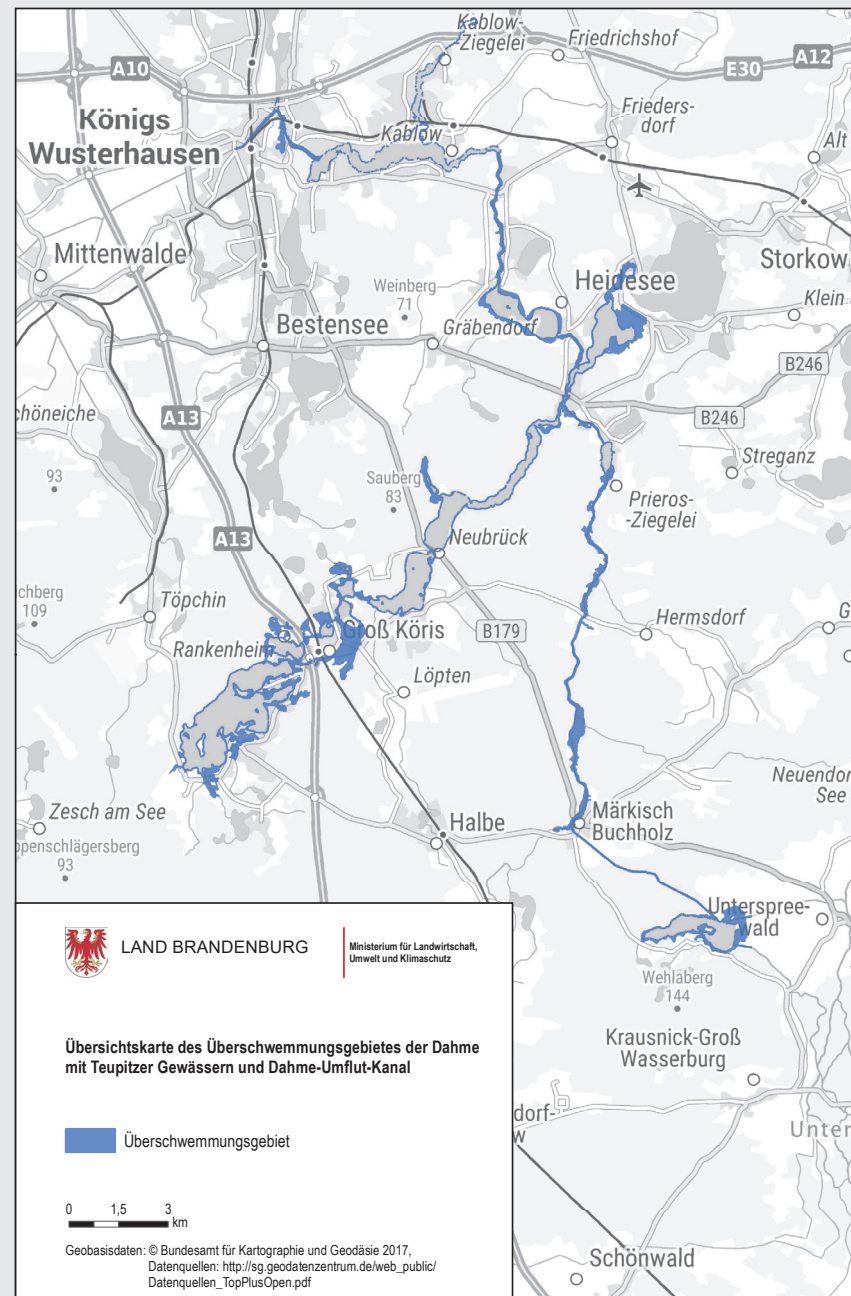 Kablow-
Ziegelei
Friedrichshof
A10
E30
A12
Königs
Wusterhausen
Kablow
Frieders-
dorf
Alt
Mittenwalde
Weinberg
71
Heidesee
Storkow
Klein
Bestensee
Gräbendorf
B246
chöneiche
A13
B246
Streganz
93
Sauberg
83
Prieros-
-Ziegelei
A13
Neubrück
ichberg
109
Töpchin
Hermsdorf
G
Rankenheim
Groß Köris
B179
Löpten
Neuendor
See
Zesch am See
Halbe
Märkisch
Buchholz
ppenschlägersberg
93
Unterspree-
wald
Wehlaberg
144
Krausnick-Groß
Wasserburg
dorf-
w
Unter
Schönwald
LAND BRANDENBURG
Ministerium für Landwirtschaft,
Umwelt und Klimaschutz
Übersichtskarte des Überschwemmungsgebietes der Dahme
mit Teupitzer Gewässern und Dahme-Umflut-Kanal
Überschwemmungsgebiet
0 1,5 3
km
Geobasisdaten: © Bundesamt für Kartographie und Geodäsie 2017,
Datenquellen: http://sg.geodatenzentrum.de/web_public/
Datenquellen_TopPlusOpen.pdf